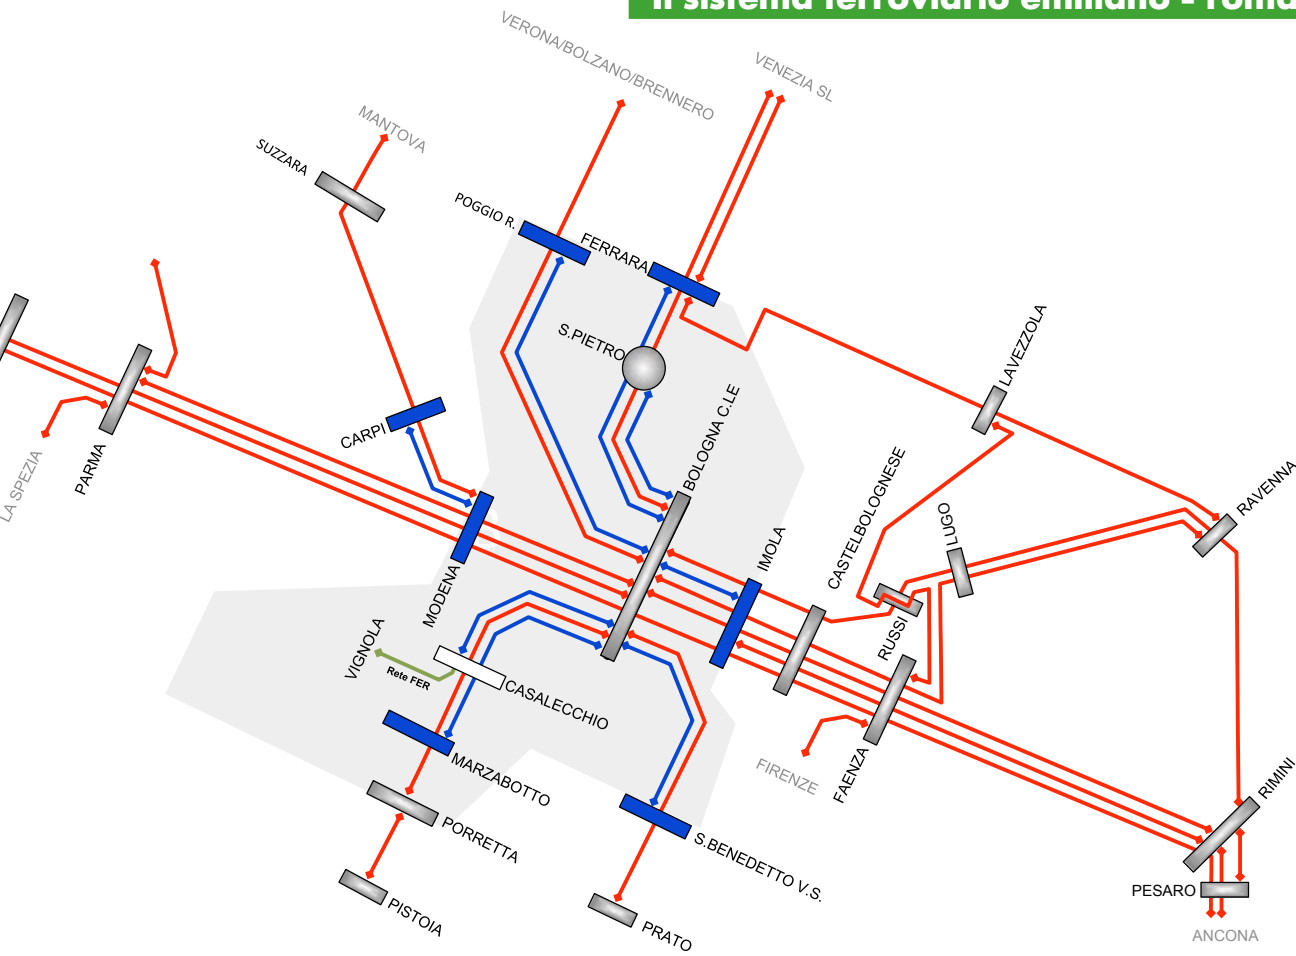 Il sistema ferroviario emiliano - roma
VERONA/BOLZANO/BRENNERO
VENEZIA SL
MANTOVA
SUZZARA
POGGIO R.
FERRARA
S.PIETRO
LAVEZZOLA
BOLOGNA C.LE
CARPI
PARMA
LA SPEZIA
CASTELBOLOGNESE
LUGO
RAVENNA
IMOLA
MODENA
RUSSI
VIGNOLA
Rete FER
CASALECCHIO
MARZABOTTO
FIRENZE
FAENZA
RIMINI
PORRETTA
S.BENEDETTO V.S.
PISTOIA
PRATO
PESARO
ANCONA